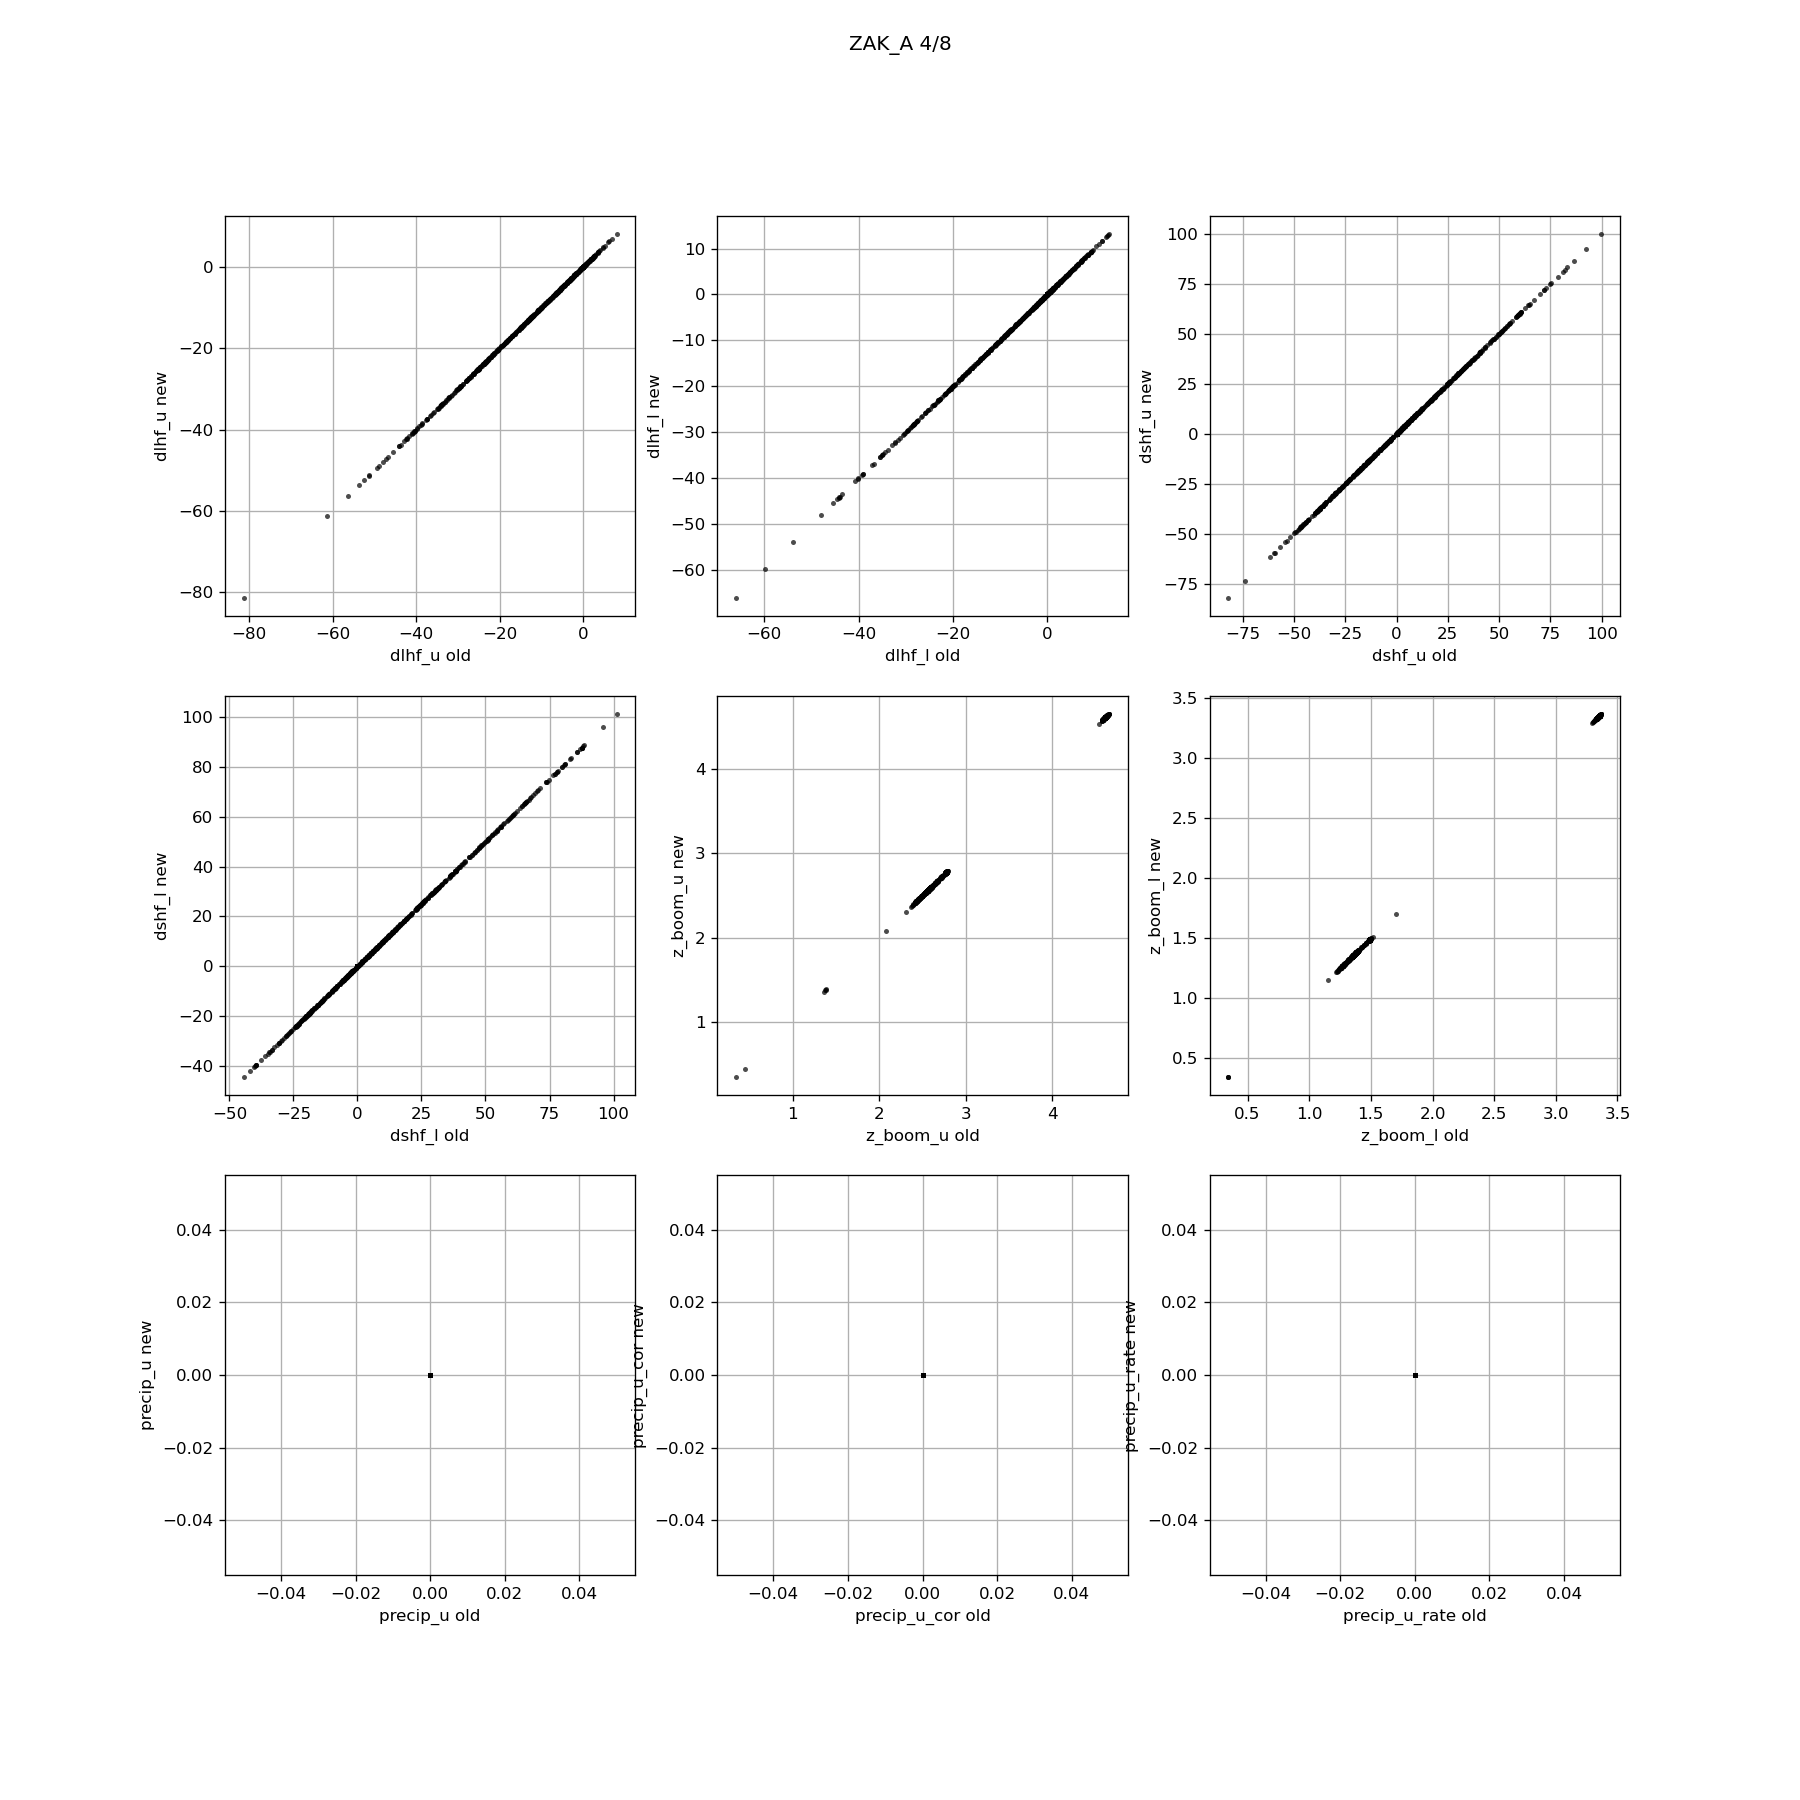 ZAK_A 4/8
0
−20
−40
−60
−80
dlhf_u new
−80 −60 −40 −20 0
dlhf_u old
10
0
−10
−20
−30
−40
−50
−60
dlhf_l new
−60 −40 −20 0
dlhf_l old
100
75
50
25
0
−25
−50
−75
dshf_u new
−75 −50 −25 0 25 50 75 100
dshf_u old
100
80
60
40
20
0
−20
−40
dshf_l new
−50 −25 0 25 50 75 100
dshf_l old
4
3
2
1
z_boom_u new
1 2 3 4
z_boom_u old
3.5
3.0
2.5
2.0
1.5
1.0
0.5
z_boom_l new
0.5 1.0 1.5 2.0 2.5 3.0 3.5
z_boom_l old
0.04
0.02
0.00
−0.02
−0.04
precip_u new
−0.04 −0.02 0.00 0.02 0.04
precip_u old
0.04
0.02
0.00
−0.02
−0.04
precip_u_cor new
−0.04 −0.02 0.00 0.02 0.04
precip_u_cor old
0.04
0.02
0.00
−0.02
−0.04
precip_u_rate new
−0.04 −0.02 0.00 0.02 0.04
precip_u_rate old